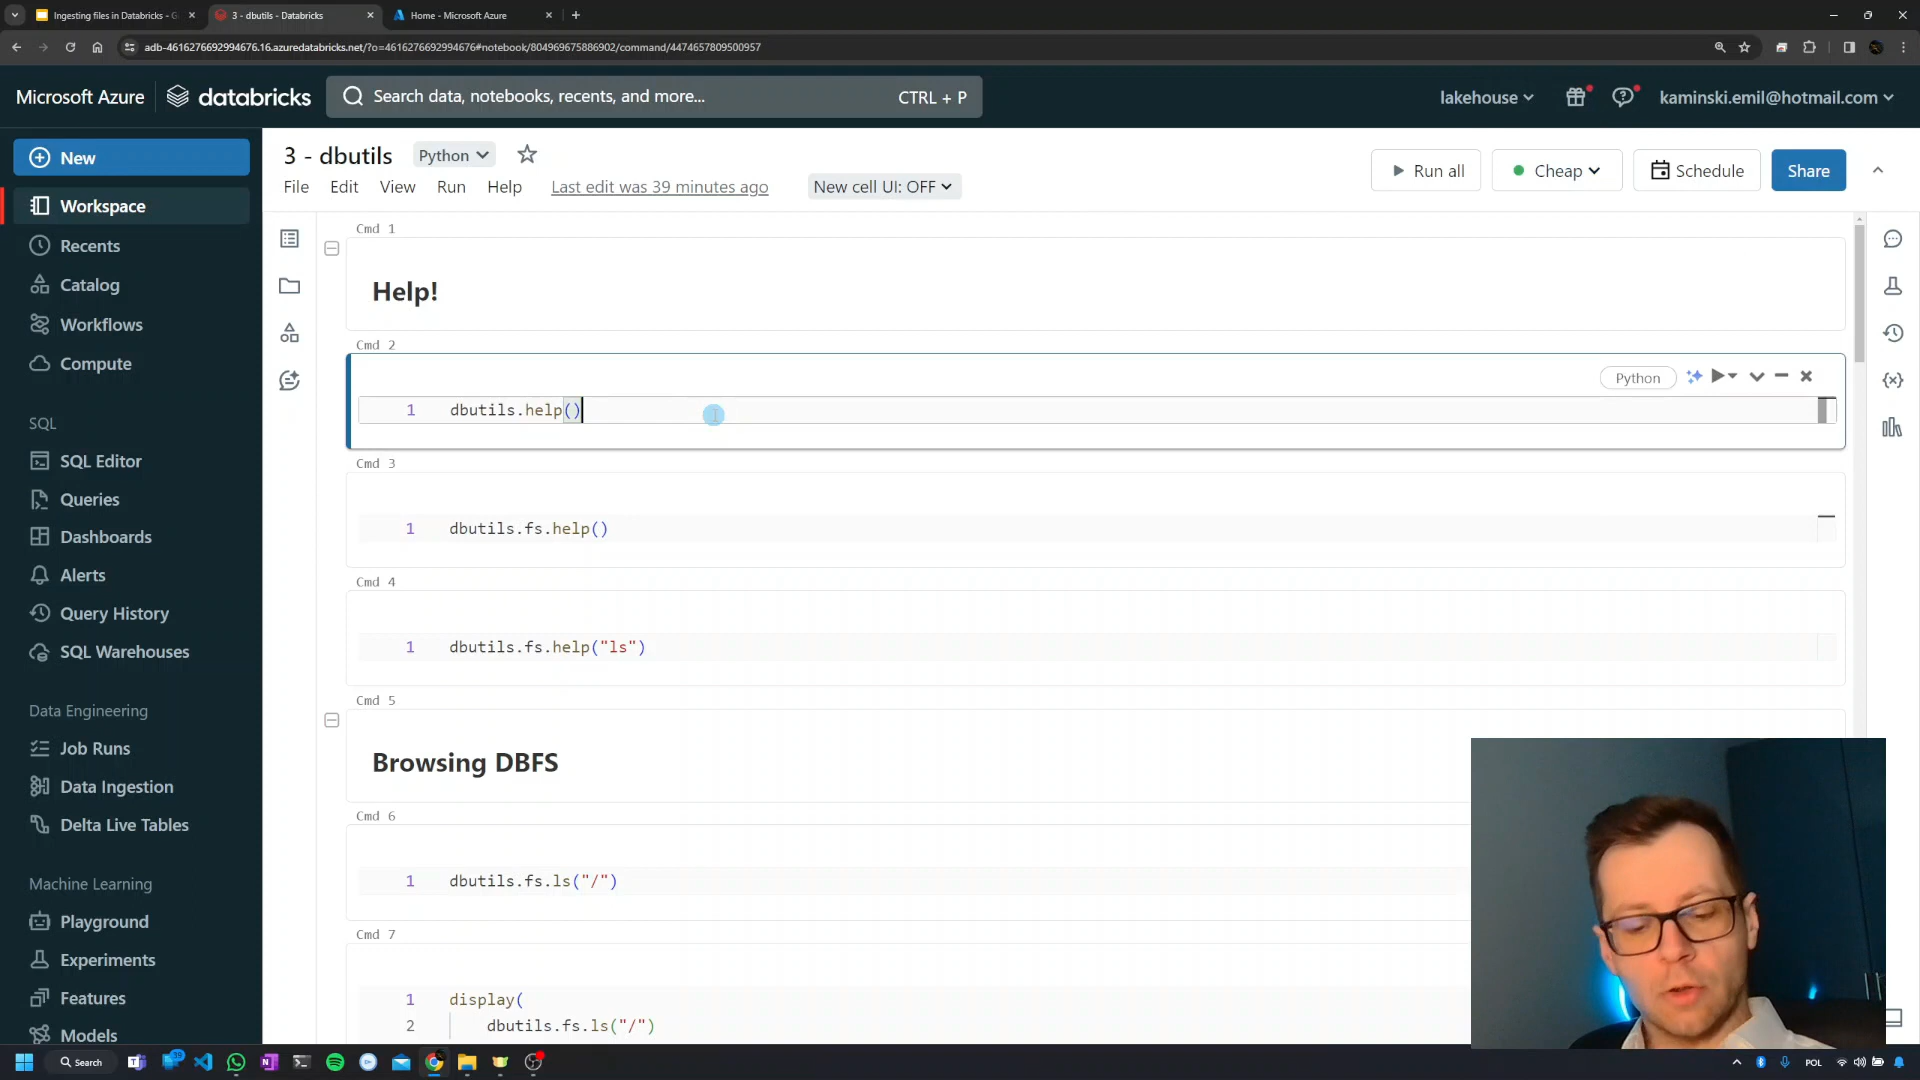 Ingesting files in Databricks - G
3 - dbutils - Databricks
Home - Microsoft Azure
adb-4616276692994676.16.azuredatabricks.net/?o=4616276692994676#notebook/804969675886902/command/4474657809500957
Microsoft Azure
databricks
Search data, notebooks, recents, and more...
CTRL + P
lakehouse
kaminski.emil@hotmail.com
New
Workspace
Recents
Catalog
Workflows
Compute
SQL
SQL Editor
Queries
Dashboards
Alerts
Query History
SQL Warehouses
Data Engineering
Job Runs
Data Ingestion
Delta Live Tables
Machine Learning
Playground
Experiments
Features
Models
3 - dbutils
Python
File
Edit
View
Run
Help
Last edit was 39 minutes ago
New cell UI: OFF
Run all
Cheap
Schedule
Share
Cmd 1
Help!
Cmd 2
Python
1 dbutils.help()
Cmd 3
1 dbutils.fs.help()
Cmd 4
1 dbutils.fs.help("ls")
Cmd 5
Browsing DBFS
Cmd 6
1 dbutils.fs.ls("/")
Cmd 7
1 display(
2 dbutils.fs.ls("/")
Search
POL